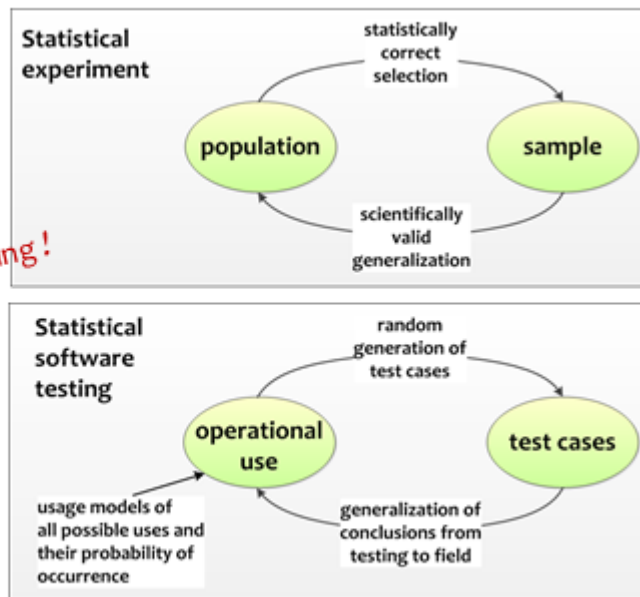 Statistical
experiment
statistically
correct
selection
population
sample
scientifically
valid
generalization
Statistical
software
testing
random
generation of
test cases
operational
use
test cases
usage models of
all possible uses and
their probability of
occurrence
generalization of
conclusions from
testing to field